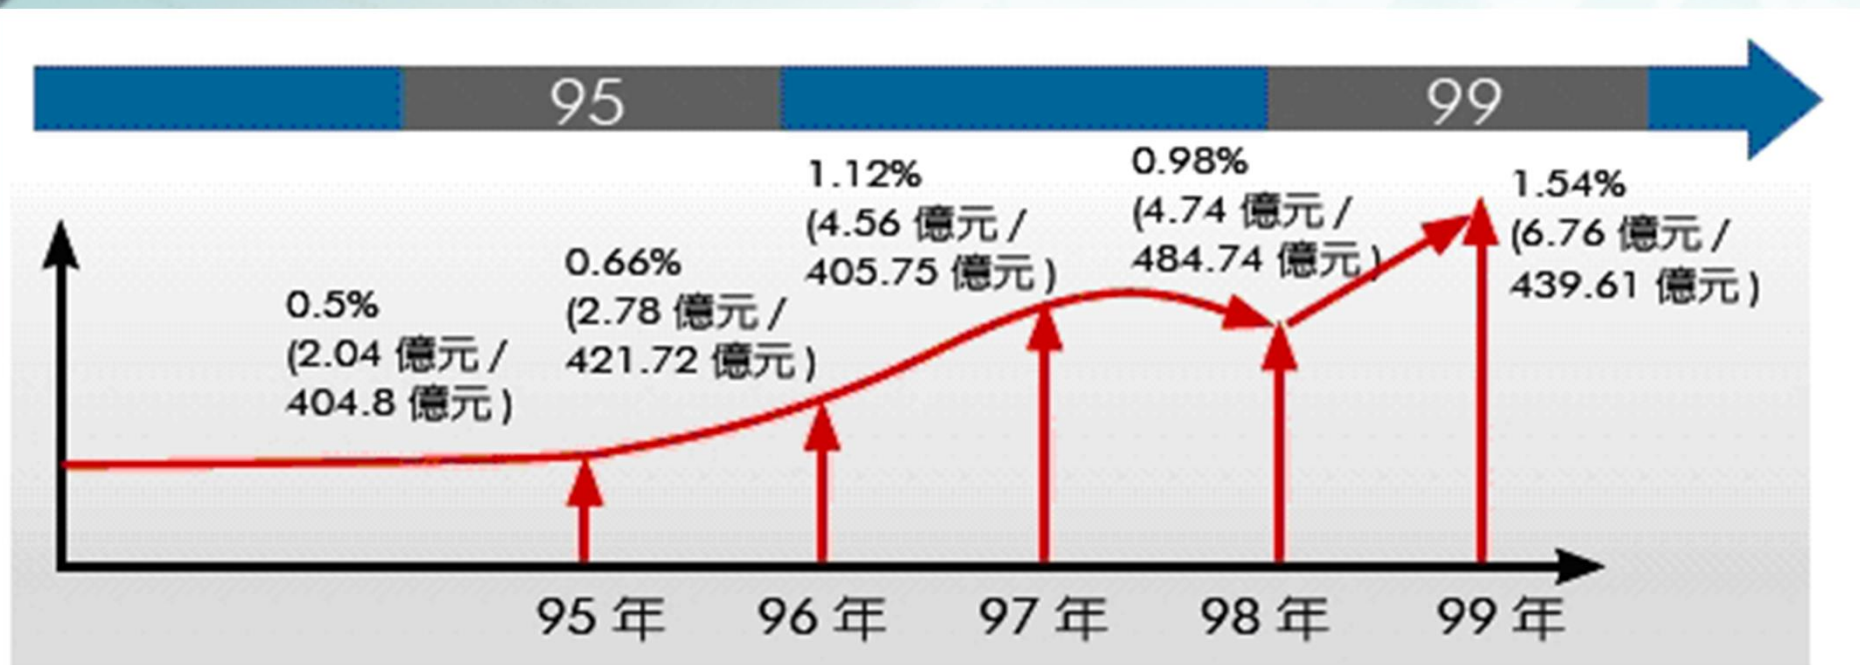 95
99
0.5%
(2.04 億元 /
404.8 億元 )
0.66%
(2.78 億元 /
421.72 億元 )
1.12%
(4.56 億元 /
405.75 億元 )
0.98%
(4.74 億元 /
484.74 億元 )
1.54%
(6.76 億元 /
439.61 億元 )
95 年
96 年
97 年
98 年
99 年